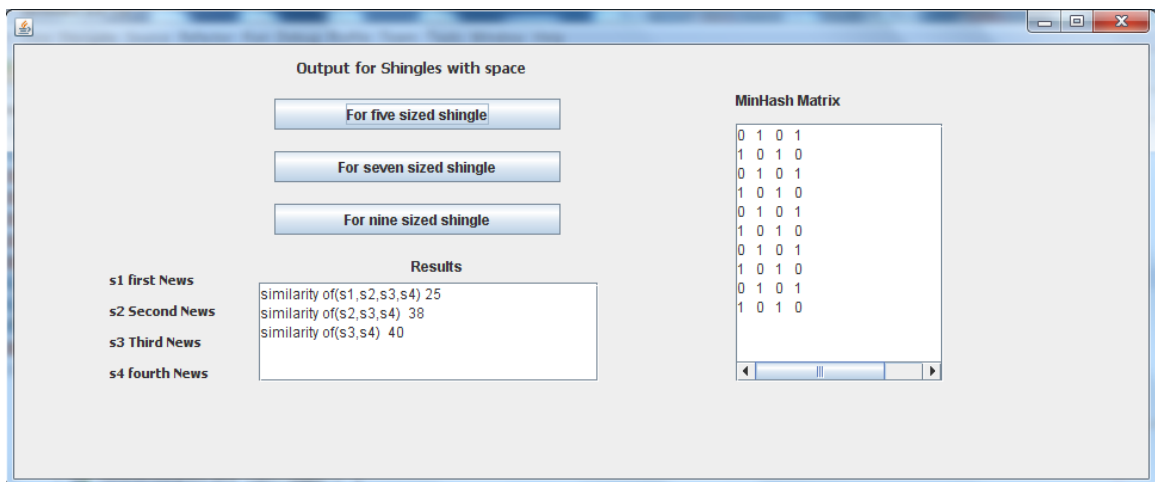 Output for Shingles with space
For five sized shingle
For seven sized shingle
For nine sized shingle
s1 first News
s2 Second News
s3 Third News
s4 fourth News
Results
similarity of(s1,s2,s3,s4) 25
similarity of(s2,s3,s4) 38
similarity of(s3,s4) 40
MinHash Matrix
0 1 0 1
1 0 1 0
0 1 0 1
1 0 1 0
0 1 0 1
1 0 1 0
0 1 0 1
1 0 1 0
0 1 0 1
1 0 1 0